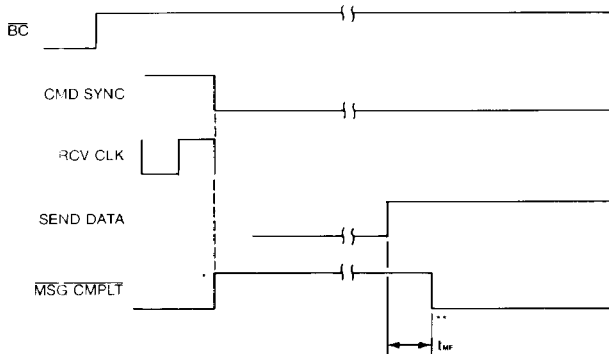 BC
CMD SYNC
RCV CLK
SEND DATA
MSG CMPLT
tMF